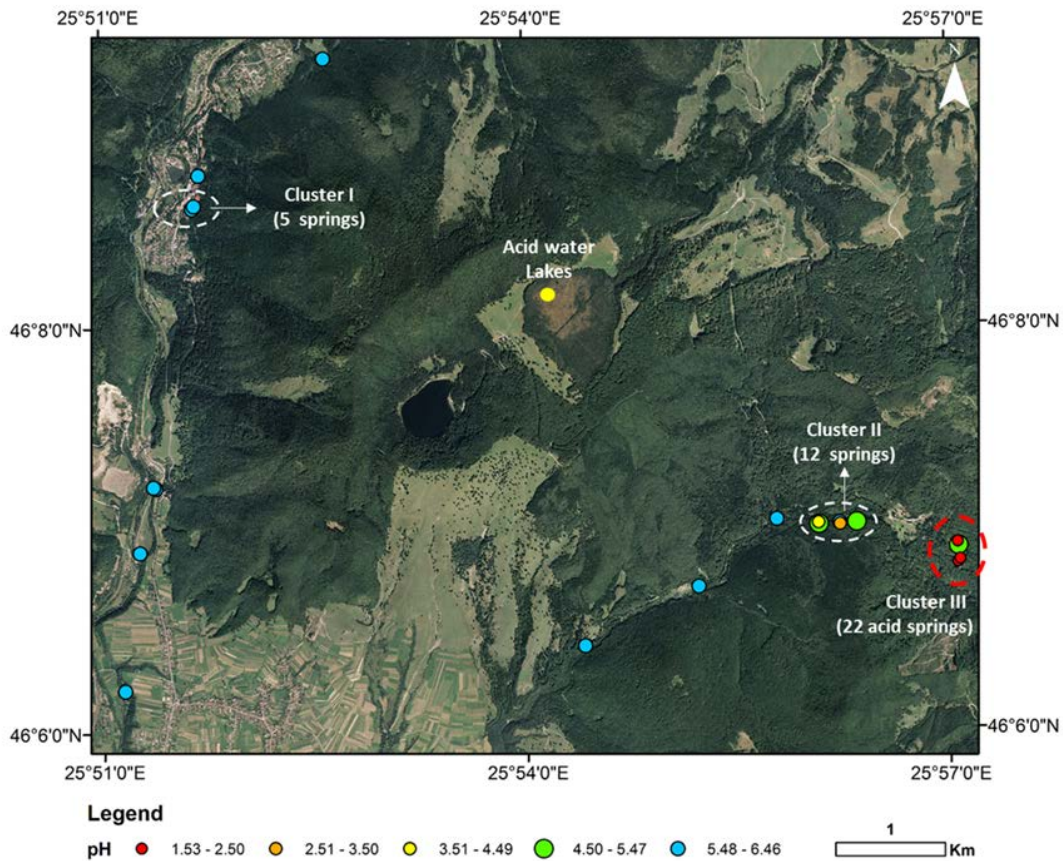 25°51'0"E 25°54'0"E 25°57'0"E
N
Cluster I
(5 springs)
Acid water
Lakes
46°8'0"N 46°8'0"N
Cluster II
(12 springs)
Cluster III
(22 acid springs)
46°6'0"N 46°6'0"N
25°51'0"E 25°54'0"E 25°57'0"E
Legend
1
pH 1.53 - 2.50 2.51 - 3.50 3.51 - 4.49 4.50 - 5.47 5.48 - 6.46 Km